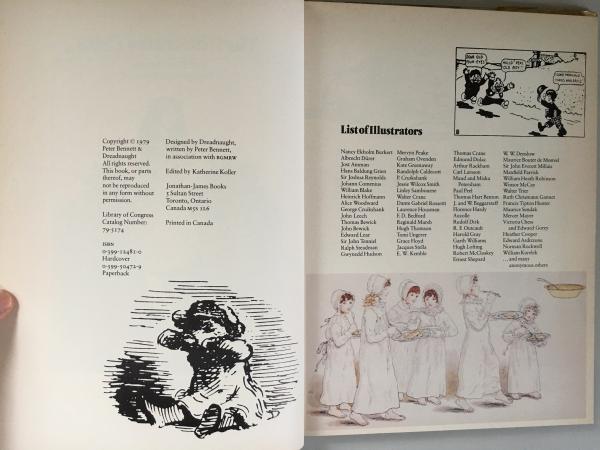 Copyright © 1979
Peter Bennett &
Dreadnaught
All rights reserved.
This book, or parts
thereof, may
not be reproduced
in any form without
permission.
Library of Congress
Catalog Number:
79-5174
ISBN
0-399-12481-0
Hardcover
0-399-50472-9
Paperback
Designed by Dreadnaught,
written by Peter Bennett,
in association with RGMRW
Edited by Katherine Koller
Jonathan-James Books
5 Sultan Street
Toronto, Ontario
Canada M5S 1L6
Printed in Canada
List of Illustrators
Nancy Ekholm Burkert
Albrecht Dürer
Jost Amman
Hans Baldung Grien
Sir Joshua Reynolds
Johann Comenius
William Blake
Heinrich Hoffmann
Alice Woodward
George Cruikshank
John Leech
Thomas Bewick
John Bewick
Edward Lear
Sir John Tenniel
Ralph Steadman
Gwynedd Hudson
Mervyn Peake
Graham Ovenden
Kate Greenaway
Randolph Caldecott
P. Cruikshank
Jessie Wilcox Smith
Linley Sambourne
Walter Crane
Dante Gabriel Rossetti
Laurence Housman
F. D. Bedford
Reginald Marsh
Hugh Thomson
Tomi Ungerer
Grace Floyd
Jacques Stella
E. W. Kemble
Thomas Crane
Edmund Dulac
Arthur Rackham
Carl Larsson
Maud and Miska
Petersham
Paul Peel
Thomas Hart Benton
J. and W. Beggarstaff
Florence Hardy
Attwell
Rudolf Dirk
R. F. Outcault
Harold Gray
Garth Williams
Hugh Lofting
Robert McCloskey
Ernest Shepard
W. W. Denslow
Maurice Boutet de Monvel
Sir John Everett Millais
Maxfield Parrish
William Heath Robinson
Winsor McCay
Walter Trier
Ruth Chrisman Gannett
Francis Tipton Hunter
Maurice Sendak
Mercer Mayer
Victoria Chess
and Edward Gorey
Heather Cooper
Edward Ardizzone
Norman Rockwell
William Kurelek
. . . and many
anonymous others